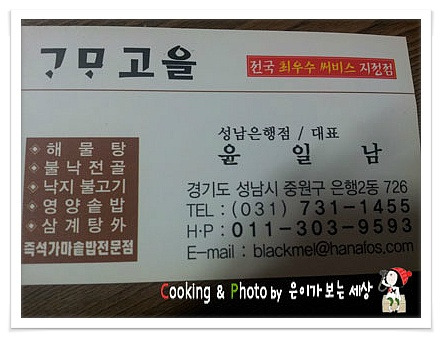 구무고을
전국 최우수 써비스 지정점
성남은행점 / 대표
윤 일 남
해 물 탕
불낙전골
낙지 불고기
영양솥밥
삼계탕外
즉석가마솥밥전문점
경기도 성남시 중원구 은행2동 726
TEL : (031) 731-1455
H·P : 011-303-9593
E-mail : blackmel@hanalos.com
Cooking & Photo by 은이가 보는 세상